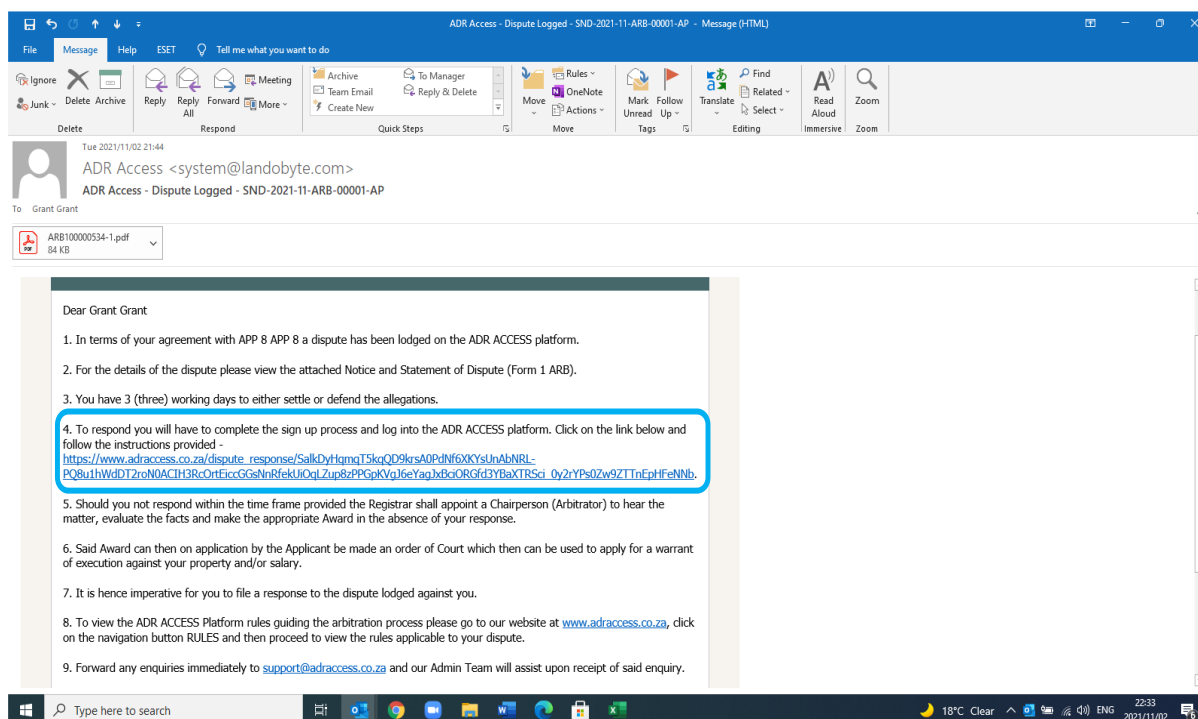 ADR Access - Dispute Logged - SND-2021-11-ARB-00001-AP - Message (HTML)
File Message Help ESET Tell me what you want to do
Ignore
Junk
Delete
Archive
Reply
Reply All
Forward
Meeting
More
Archive
Team Email
Create New
To Manager
Reply & Delete
Move
Rules
OneNote
Actions
Mark Unread
Follow Up
Translate
Find
Related
Select
Read Aloud
Zoom
Delete Respond Quick Steps Move Tags Editing Immersive Zoom
Tue 2021/11/02 21:44
ADR Access <system@landobyte.com>
ADR Access - Dispute Logged - SND-2021-11-ARB-00001-AP
To Grant Grant
PDF
ARB100000534-1.pdf
84 KB
Dear Grant Grant
1. In terms of your agreement with APP 8 APP 8 a dispute has been lodged on the ADR ACCESS platform.
2. For the details of the dispute please view the attached Notice and Statement of Dispute (Form 1 ARB).
3. You have 3 (three) working days to either settle or defend the allegations.
4. To respond you will have to complete the sign up process and log into the ADR ACCESS platform. Click on the link below and
follow the instructions provided -
https://www.adraccess.co.za/dispute_response/SalkDyHqmqT5kqQD9krsA0PdNf6XKYsUnAbNRL-
PQ8u1hWdDT2roN0ACIH3RcOrtEiccGGsNnRfekUiOqLZup8zPPGpKVgJ6eYagJxBciORGfd3YBaXTRSci_0y2rYPs0Zw9ZTTnEpHFeNNb.
5. Should you not respond within the time frame provided the Registrar shall appoint a Chairperson (Arbitrator) to hear the
matter, evaluate the facts and make the appropriate Award in the absence of your response.
6. Said Award can then on application by the Applicant be made an order of Court which then can be used to apply for a warrant
of execution against your property and/or salary.
7. It is hence imperative for you to file a response to the dispute lodged against you.
8. To view the ADR ACCESS Platform rules guiding the arbitration process please go to our website at www.adraccess.co.za, click
on the navigation button RULES and then proceed to view the rules applicable to your dispute.
9. Forward any enquiries immediately to support@adraccess.co.za and our Admin Team will assist upon receipt of said enquiry.
Type here to search
18°C Clear
ENG
22:33
2021/11/02